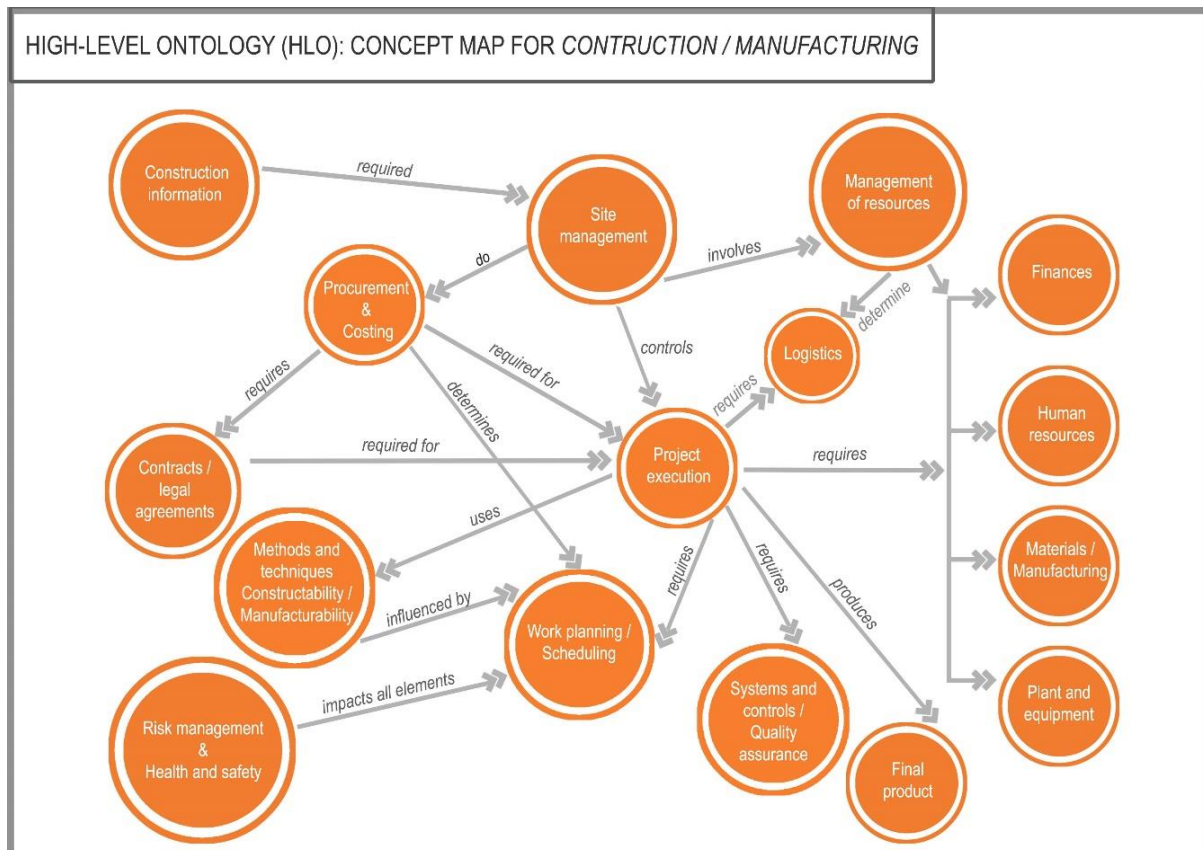 HIGH-LEVEL ONTOLOGY (HLO): CONCEPT MAP FOR CONTRUCTION / MANUFACTURING
Construction
information
required
Site
management
Management
of resources
involves
do
Procurement
&
Costing
controls
determine
Logistics
Finances
requires
determines
required for
requires
Human
resources
Contracts /
legal
agreements
required for
Project
execution
requires
uses
Methods and
techniques
Constructability /
Manufacturability
influenced by
Work planning /
Scheduling
requires
requires
produces
Materials /
Manufacturing
Risk management
&
Health and safety
impacts all elements
Systems and
controls /
Quality
assurance
Final
product
Plant and
equipment